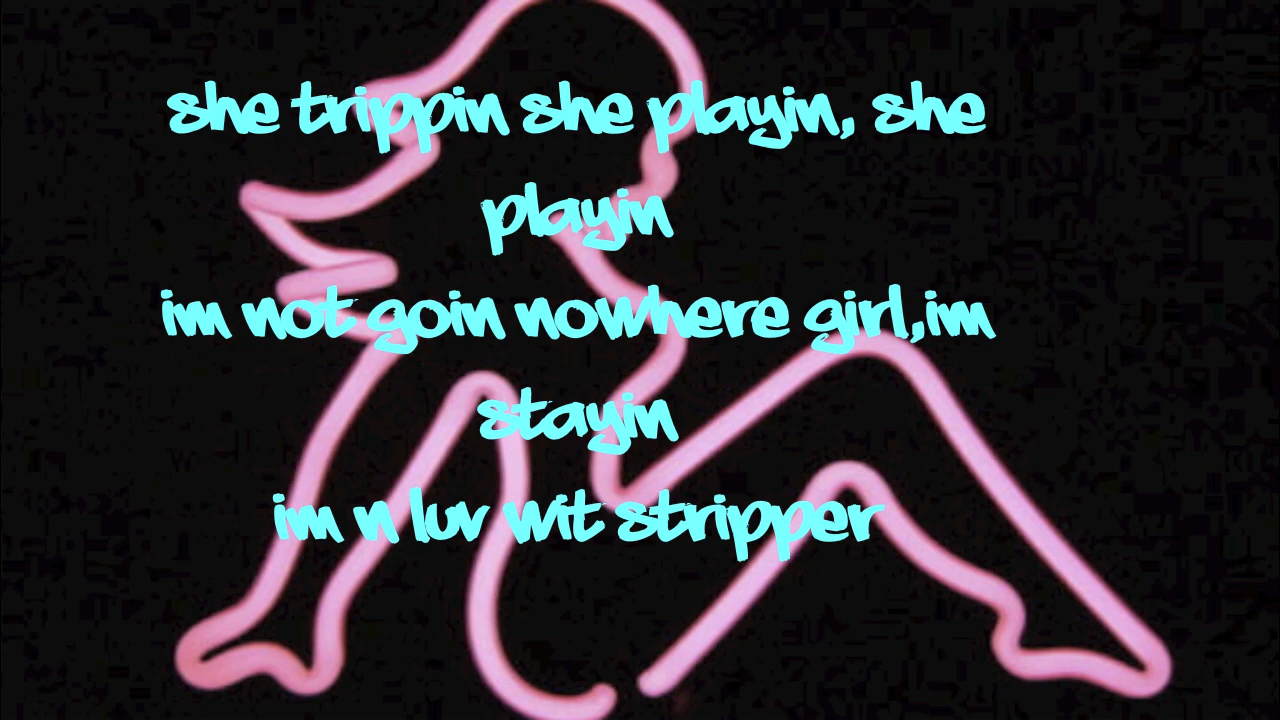 she trippin she playin, she
playin
im not goin nowhere girl,im
stayin
im n luv wit stripper